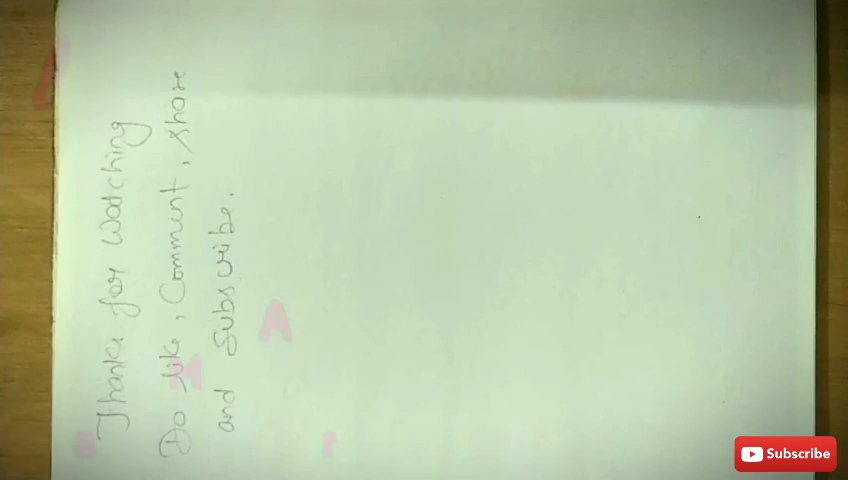 Thanks for Watching
Do like, Comment, share
and Subscribe.
A
M
Subscribe